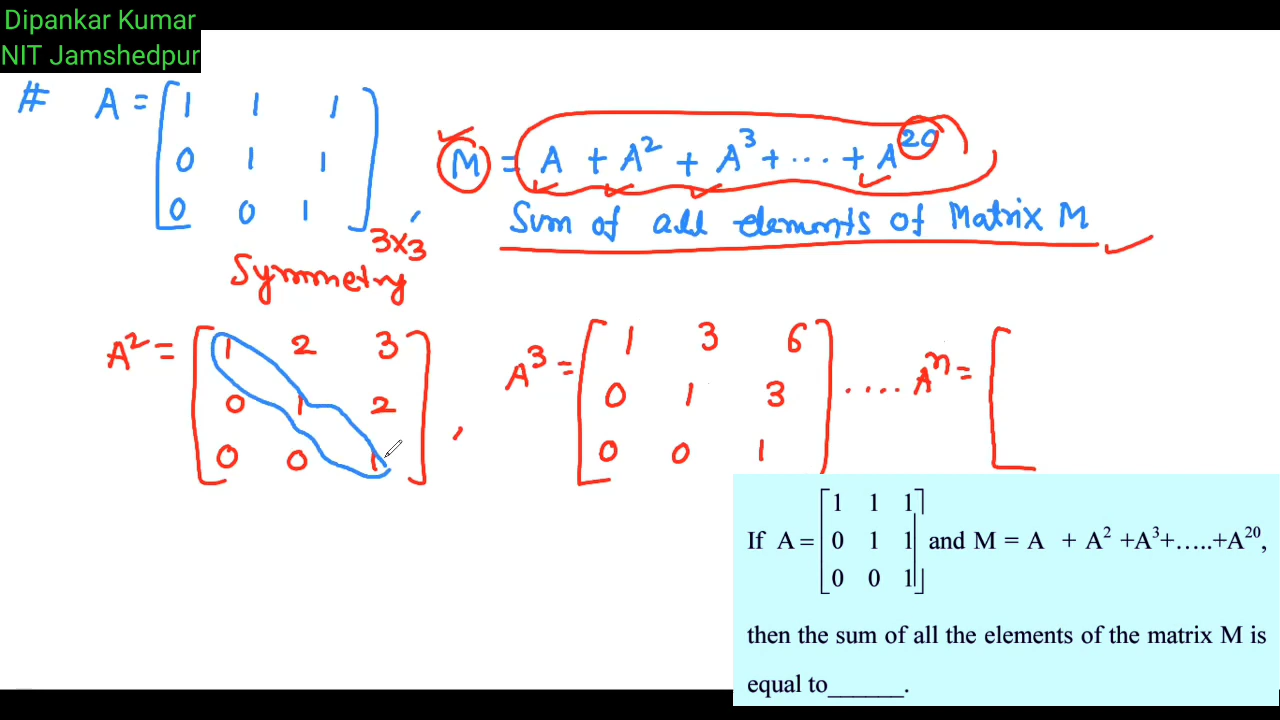 Dipankar Kumar
NIT Jamshedpur
# A = [1 1 1
0 1 1
0 0 1] 3x3,
M = A + A² + A³ + ... + A²⁰
Sum of all elements of Matrix M
Symmetry
A² = [1 2 3
0 1 2
0 0 1],
A³ = [1 3 6
0 1 3
0 0 1]
.... Aⁿ = [
If A = [1 1 1
0 1 1
0 0 1] and M = A + A² +A³+.....+A²⁰,
then the sum of all the elements of the matrix M is
equal to______.